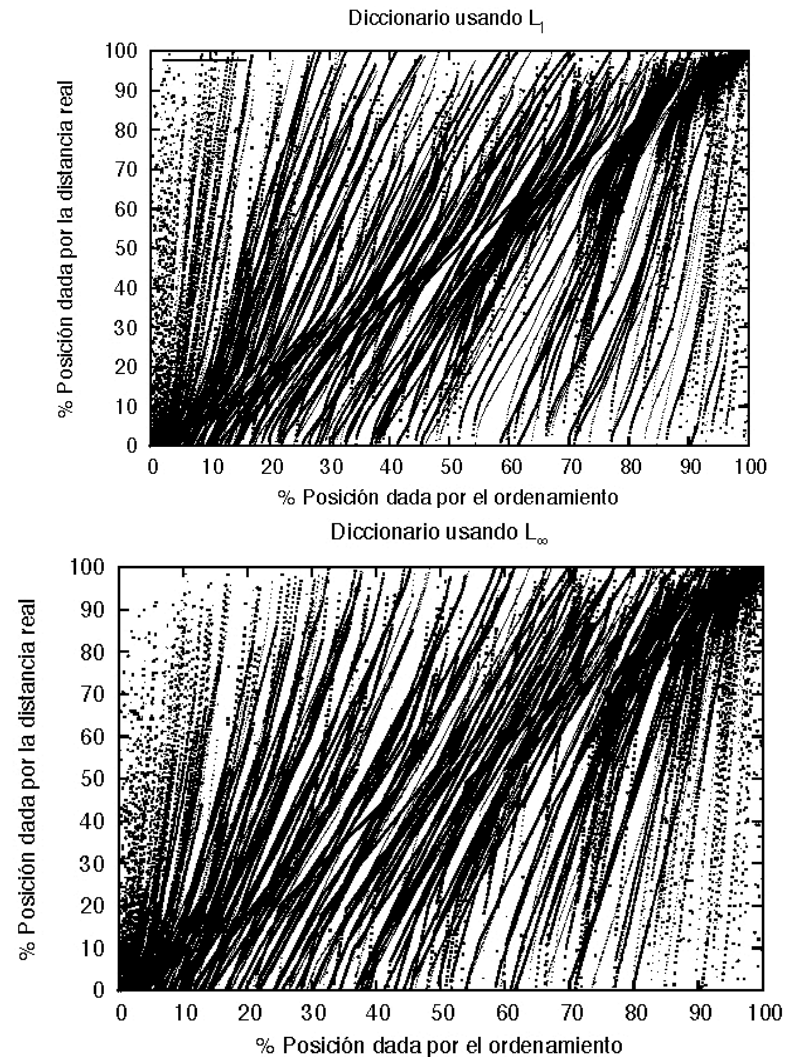 Diccionario usando L₁
% Posición dada por la distancia real
100
90
80
70
60
50
40
30
20
10
0
0 10 20 30 40 50 60 70 80 90 100
% Posición dada por el ordenamiento
Diccionario usando L∞
% Posición dada por la distancia real
100
90
80
70
60
50
40
30
20
10
0
0 10 20 30 40 50 60 70 80 90 100
% Posición dada por el ordenamiento